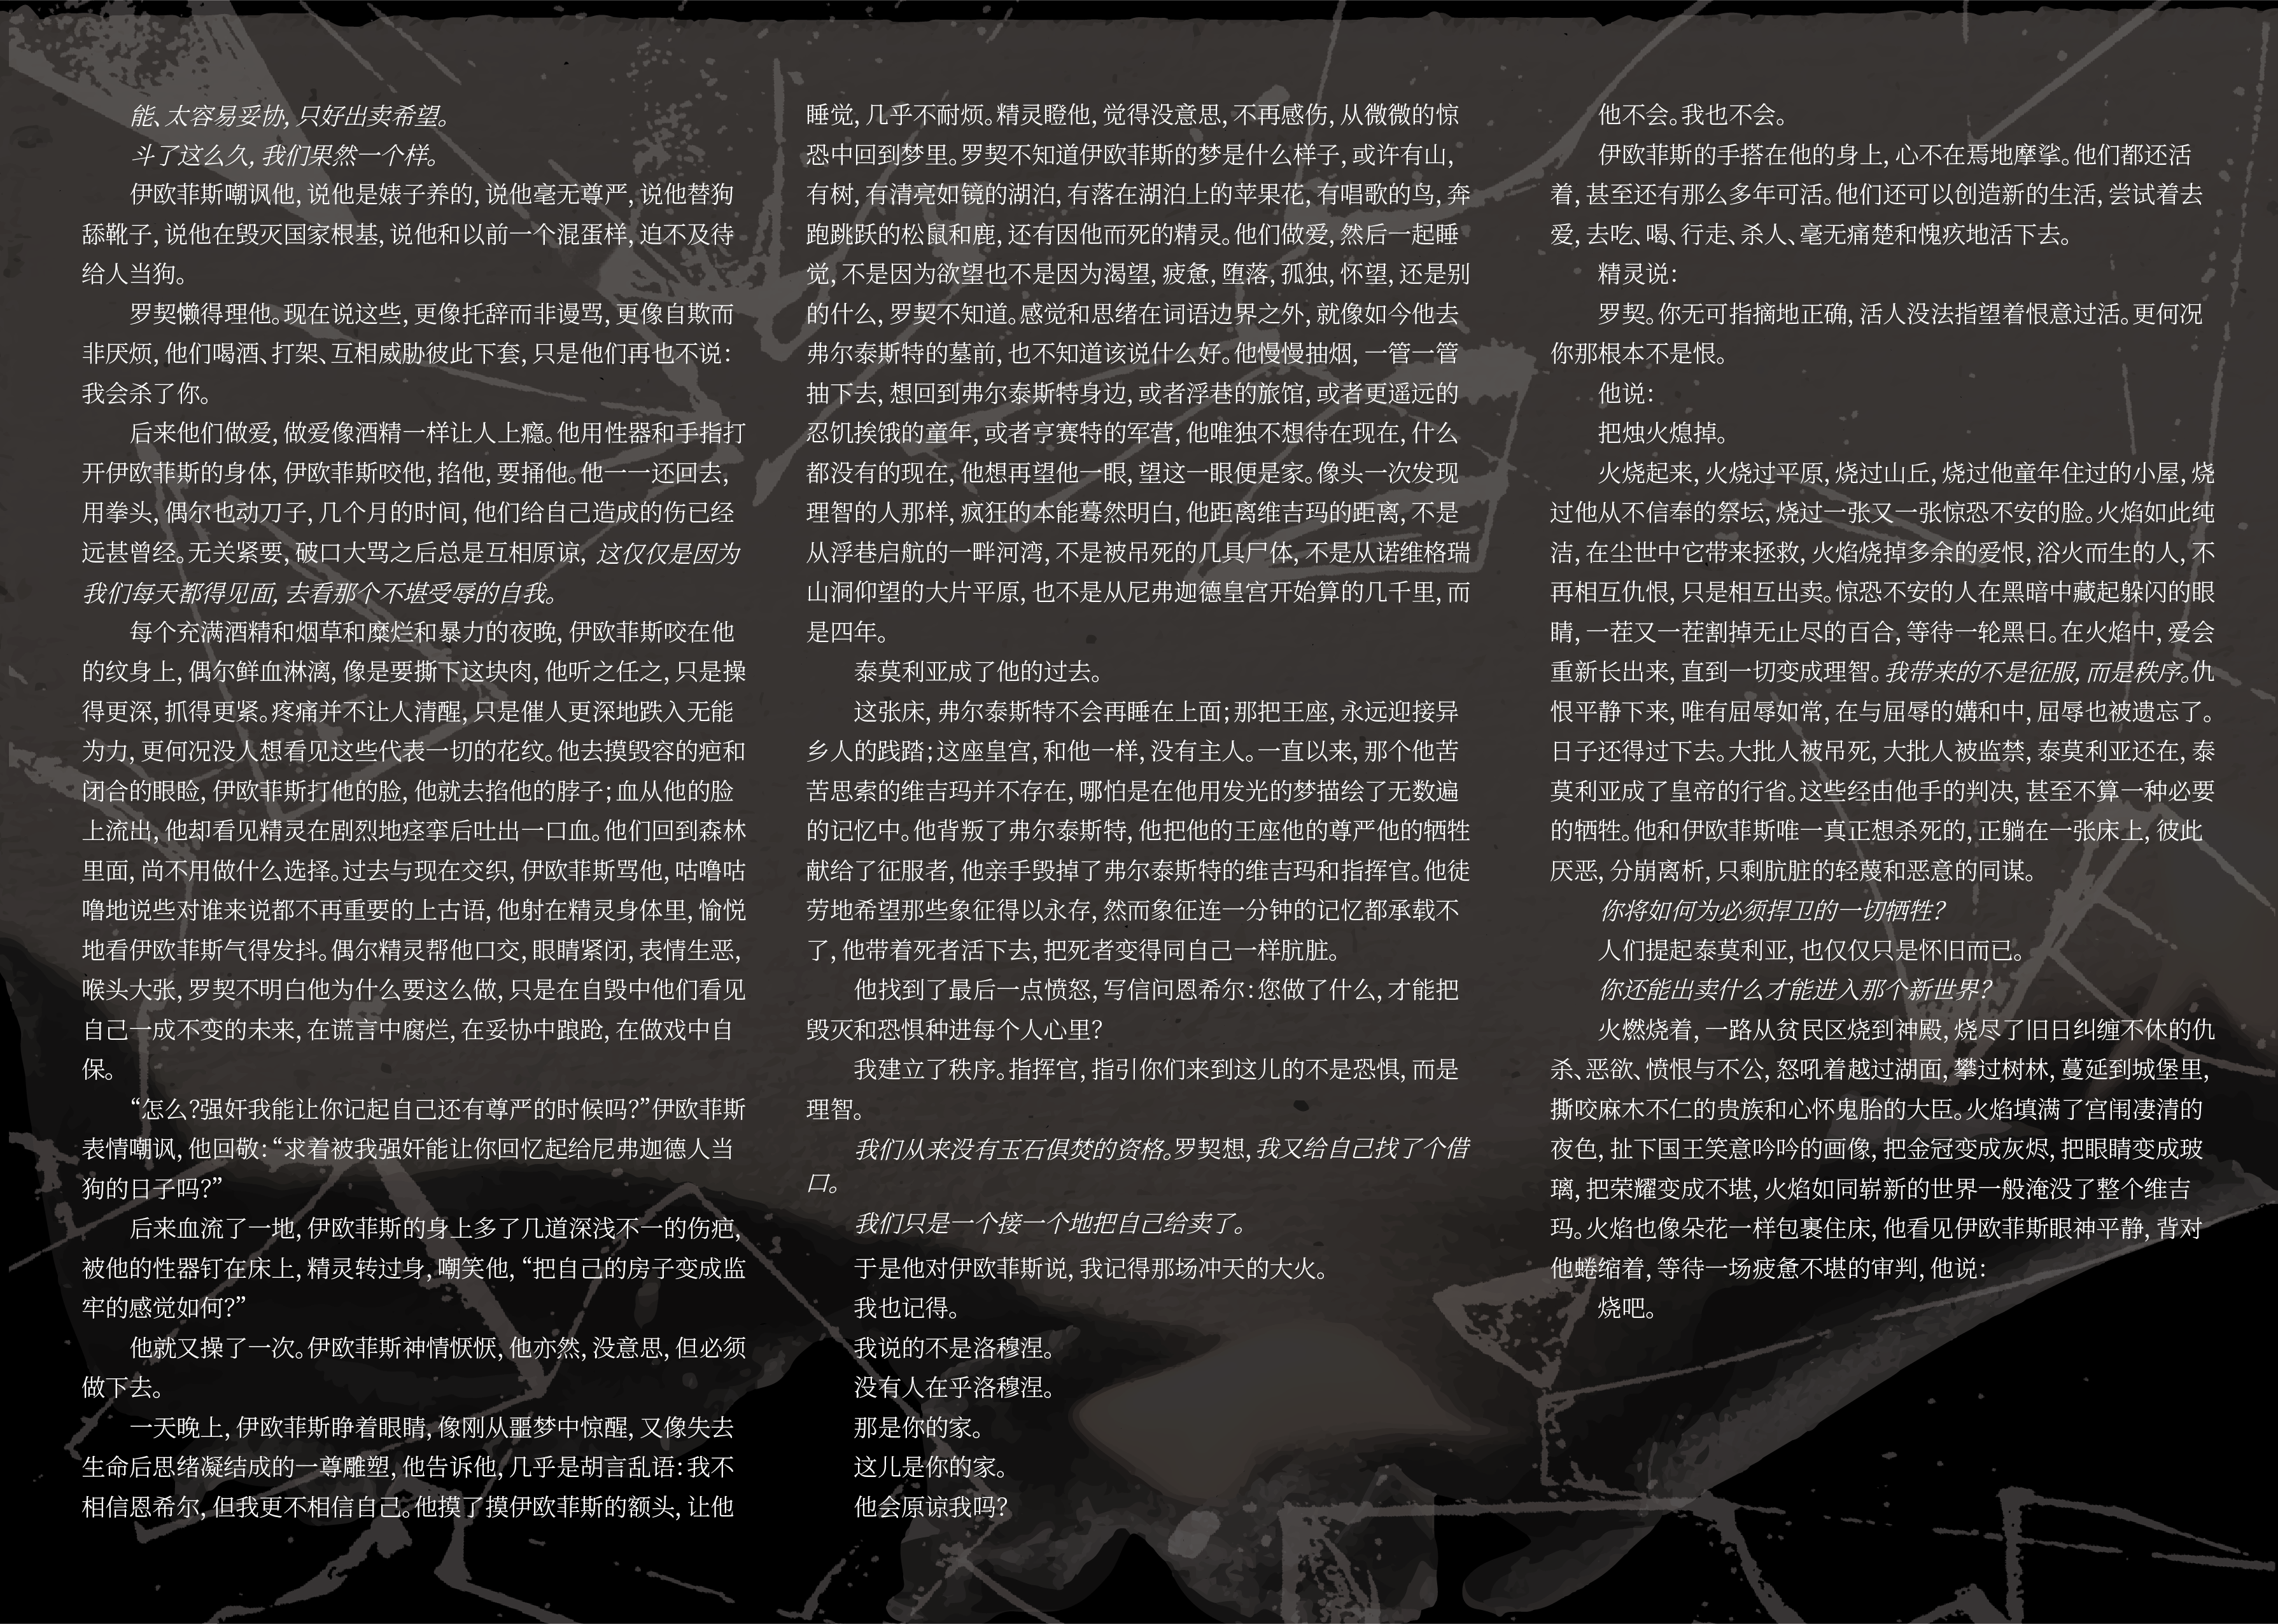 能、太容易妥协，只好出卖希望。
斗了这么久，我们果然一个样。
伊欧菲斯嘲讽他，说他是婊子养的，说他毫无尊严，说他替狗
舔靴子，说他在毁灭国家根基，说他和以前一个混蛋样，迫不及待
给人当狗。
罗契懒得理他。现在说这些，更像托辞而非谩骂，更像自欺而
非厌烦，他们喝酒、打架、互相威胁彼此下套，只是他们再也不说：
我会杀了你。
后来他们做爱，做爱像酒精一样让人上瘾。他用性器和手指打
开伊欧菲斯的身体，伊欧菲斯咬他，掐他，要捅他。他一一还回去，
用拳头，偶尔也动刀子，几个月的时间，他们给自己造成的伤已经
远甚曾经。无关紧要，破口大骂之后总是互相原谅，这仅仅是因为
我们每天都得见面，去看那个不堪受辱的自我。
每个充满酒精和烟草和糜烂和暴力的夜晚，伊欧菲斯咬在他
的纹身上，偶尔鲜血淋漓，像是要撕下这块肉，他听之任之，只是操
得更深，抓得更紧。疼痛并不让人清醒，只是催人更深地跌入无能
为力，更何况没人想看见这些代表一切的花纹。他去摸毁容的疤和
闭合的眼睑，伊欧菲斯打他的脸，他就去掐他的脖子；血从他的脸
上流出，他却看见精灵在剧烈地痉挛后吐出一口血。他们回到森林
里面，尚不用做什么选择。过去与现在交织，伊欧菲斯骂他，咕噜咕
噜地说些对谁来说都不再重要的上古语，他射在精灵身体里，愉悦
地看伊欧菲斯气得发抖。偶尔精灵帮他口交，眼睛紧闭，表情生恶，
喉头大张，罗契不明白他为什么要这么做，只是在自毁中他们看见
自己一成不变的未来，在谎言中腐烂，在妥协中踉跄，在做戏中自
保。
“怎么？强奸我能让你记起自己还有尊严的时候吗？”伊欧菲斯
表情嘲讽，他回敬：“求着被我强奸能让你回忆起给尼弗迦德人当
狗的日子吗？”
后来血流了一地，伊欧菲斯的身上多了几道深浅不一的伤疤，
被他的性器钉在床上，精灵转过身，嘲笑他，“把自己的房子变成监
牢的感觉如何？”
他就又操了一次。伊欧菲斯神情恹恹，他亦然，没意思，但必须
做下去。
一天晚上，伊欧菲斯睁着眼睛，像刚从噩梦中惊醒，又像失去
生命后思绪凝结成的一尊雕塑，他告诉他，几乎是胡言乱语：我不
相信恩希尔，但我更不相信自己。他摸了摸伊欧菲斯的额头，让他
睡觉，几乎不耐烦。精灵瞪他，觉得没意思，不再感伤，从微微的惊
恐中回到梦里。罗契不知道伊欧菲斯的梦是什么样子，或许有山，
有树，有清亮如镜的湖泊，有落在湖泊上的苹果花，有唱歌的鸟，奔
跑跳跃的松鼠和鹿，还有因他而死的精灵。他们做爱，然后一起睡
觉，不是因为欲望也不是因为渴望，疲惫，堕落，孤独，怀望，还是别
的什么，罗契不知道。感觉和思绪在词语边界之外，就像如今他去
弗尔泰斯特的墓前，也不知道该说什么好。他慢慢抽烟，一管一管
抽下去，想回到弗尔泰斯特身边，或者浮巷的旅馆，或者更遥远的
忍饥挨饿的童年，或者亨赛特的军营，他唯独不想待在现在，什么
都没有的现在，他想再望他一眼，望这一眼便是家。像头一次发现
理智的人那样，疯狂的本能蓦然明白，他距离维吉玛的距离，不是
从浮巷启航的一畔河湾，不是被吊死的几具尸体，不是从诺维格瑞
山洞仰望的大片平原，也不是从尼弗迦德皇宫开始算的几千里，而
是四年。
泰莫利亚成了他的过去。
这张床，弗尔泰斯特不会再睡在上面；那把王座，永远迎接异
乡人的践踏；这座皇宫，和他一样，没有主人。一直以来，那个他苦
苦思索的维吉玛并不存在，哪怕是在他用发光的梦描绘了无数遍
的记忆中。他背叛了弗尔泰斯特，他把他的王座他的尊严他的牺牲
献给了征服者，他亲手毁掉了弗尔泰斯特的维吉玛和指挥官。他徒
劳地希望那些象征得以永存，然而象征连一分钟的记忆都承载不
了，他带着死者活下去，把死者变得同自己一样肮脏。
他找到了最后一点愤怒，写信问恩希尔：您做了什么，才能把
毁灭和恐惧种进每个人心里？
我建立了秩序。指挥官，指引你们来到这儿的不是恐惧，而是
理智。
我们从来没有玉石俱焚的资格。罗契想，我又给自己找了个借
口。
我们只是一个接一个地把自己给卖了。
于是他对伊欧菲斯说，我记得那场冲天的大火。
我也记得。
我说的不是洛穆涅。
没有人在乎洛穆涅。
那是你的家。
这儿是你的家。
他会原谅我吗？
他不会。我也不会。
伊欧菲斯的手搭在他的身上，心不在焉地摩挲。他们都还活
着，甚至还有那么多年可活。他们还可以创造新的生活，尝试着去
爱，去吃、喝、行走、杀人、毫无痛楚和愧疚地活下去。
精灵说：
罗契。你无可指摘地正确，活人没法指望着恨意过活。更何况
你那根本不是恨。
他说：
把烛火熄掉。
火烧起来，火烧过平原，烧过山丘，烧过他童年住过的小屋，烧
过他从不信奉的祭坛，烧过一张又一张惊恐不安的脸。火焰如此纯
洁，在尘世中它带来拯救，火焰烧掉多余的爱恨，浴火而生的人，不
再相互仇恨，只是相互出卖。惊恐不安的人在黑暗中藏起躲闪的眼
睛，一茬又一茬割掉无止尽的百合，等待一轮黑日。在火焰中，爱会
重新长出来，直到一切变成理智。我带来的不是征服，而是秩序。仇
恨平静下来，唯有屈辱如常，在与屈辱的媾和中，屈辱也被遗忘了。
日子还得过下去。大批人被吊死，大批人被监禁，泰莫利亚还在，泰
莫利亚成了皇帝的行省。这些经由他手的判决，甚至不算一种必要
的牺牲。他和伊欧菲斯唯一真正想杀死的，正躺在一张床上，彼此
厌恶，分崩离析，只剩肮脏的轻蔑和恶意的同谋。
你将如何为必须捍卫的一切牺牲？
人们提起泰莫利亚，也仅仅只是怀旧而已。
你还能出卖什么才能进入那个新世界？
火燃烧着，一路从贫民区烧到神殿，烧尽了旧日纠缠不休的仇
杀、恶欲、愤恨与不公，怒吼着越过湖面，攀过树林，蔓延到城堡里，
撕咬麻木不仁的贵族和心怀鬼胎的大臣。火焰填满了宫闱凄清的
夜色，扯下国王笑意吟吟的画像，把金冠变成灰烬，把眼睛变成玻
璃，把荣耀变成不堪，火焰如同崭新的世界一般淹没了整个维吉
玛。火焰也像朵花一样包裹住床，他看见伊欧菲斯眼神平静，背对
他蜷缩着，等待一场疲惫不堪的审判，他说：
烧吧。